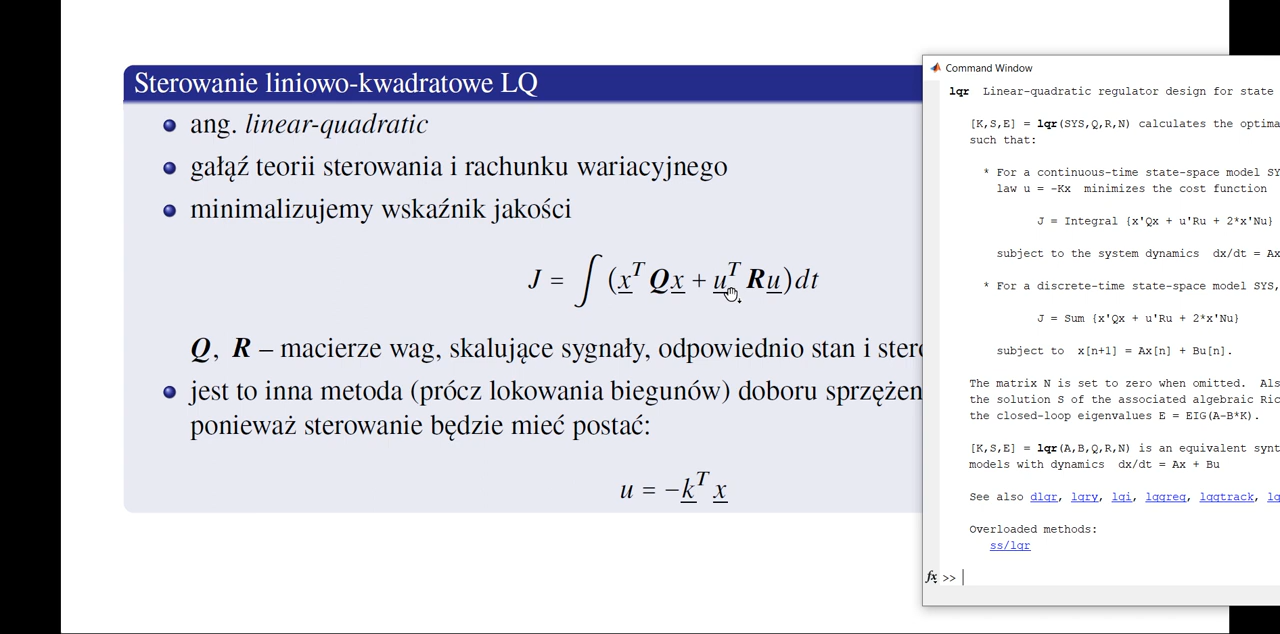 Sterowanie liniowo-kwadratowe LQ
ang. linear-quadratic
gałąź teorii sterowania i rachunku wariacyjnego
minimalizujemy wskaźnik jakości
J = ∫ (x^T Qx + u^T Ru)dt
Q, R – macierze wag, skalujące sygnały, odpowiednio stan i stero
jest to inna metoda (prócz lokowania biegunów) doboru sprzężen
ponieważ sterowanie będzie mieć postać:
u = −k^T x
Command Window
lqr Linear-quadratic regulator design for state
[K,S,E] = lqr(SYS,Q,R,N) calculates the optima
such that:
* For a continuous-time state-space model SY
law u = -Kx minimizes the cost function
J = Integral {x'Qx + u'Ru + 2*x'Nu}
subject to the system dynamics dx/dt = Ax
* For a discrete-time state-space model SYS,
J = Sum {x'Qx + u'Ru + 2*x'Nu}
subject to x[n+1] = Ax[n] + Bu[n].
The matrix N is set to zero when omitted. Als
the solution S of the associated algebraic Ric
the closed-loop eigenvalues E = EIG(A-B*K).
[K,S,E] = lqr(A,B,Q,R,N) is an equivalent synt
models with dynamics dx/dt = Ax + Bu
See also dlqr, lqry, lqi, lqgreg, lqgtrack, lq
Overloaded methods:
ss/lqr
fx >>